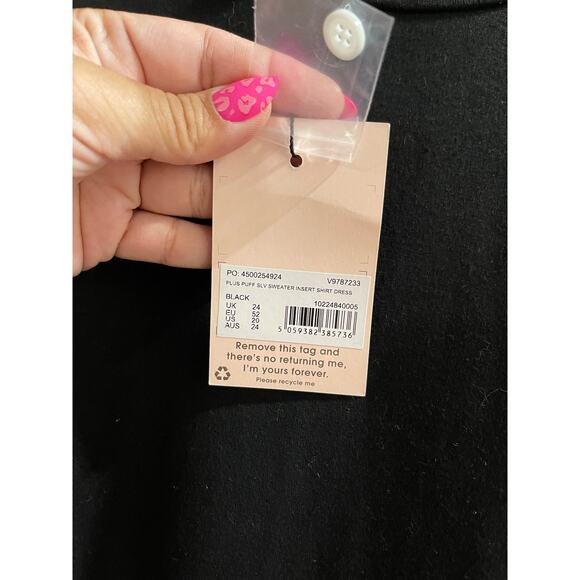 PO: 4500254924 V9787233
PLUS PUFF SLV SWEATER INSERT SHIRT DRESS
BLACK 10224840005
UK 24
EU 52
US 20
AUS 24
5 059382 385736
Remove this tag and
there's no returning me,
I'm yours forever.
Please recycle me